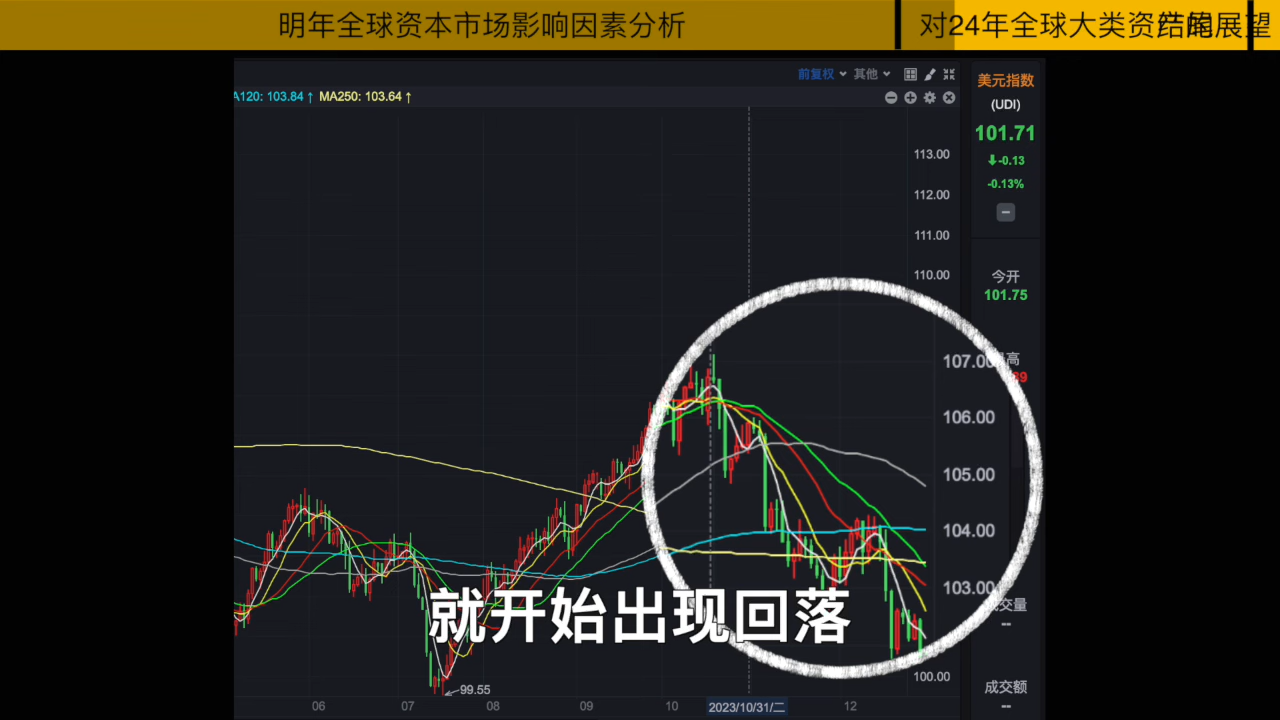 明年全球资本市场影响因素分析
对24年全球大类资产的展望
结尾
前复权 其他
A120: 103.84↑ MA250: 103.64↑
美元指数
(UDI)
101.71
-0.13
-0.13%
今开
101.75
最高
113.00
112.00
111.00
110.00
107.00
106.00
105.00
104.00
103.00
100.00
99.55
就开始出现回落
成交量
--
成交额
--
06 07 08 09 10 2023/10/31/二 12